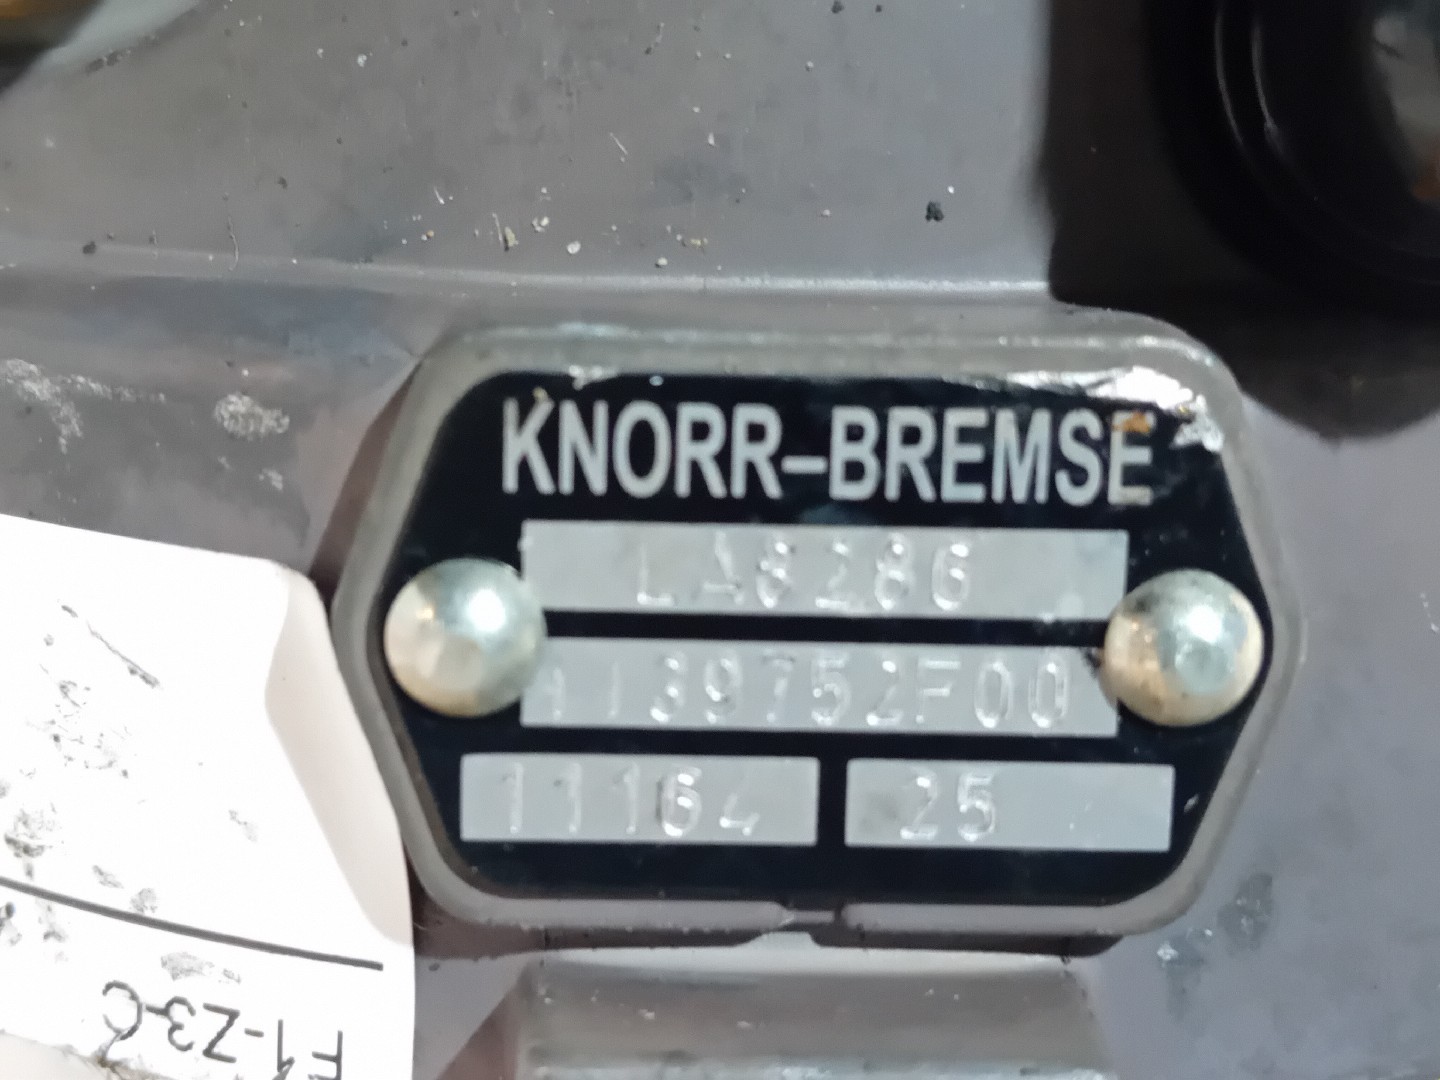 KNORR-BREMSE
LA8286
A139752F00
11164
25
F1-Z3-C